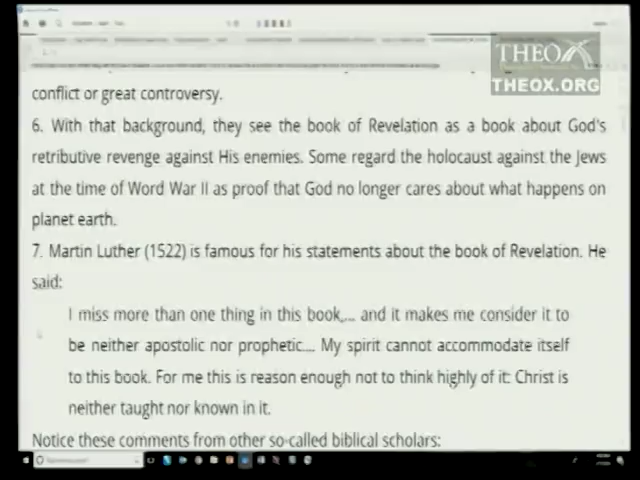 THEOX
THEOX.ORG
conflict or great controversy.
6. With that background, they see the book of Revelation as a book about God's
retributive revenge against His enemies. Some regard the holocaust against the Jews
at the time of Word War II as proof that God no longer cares about what happens on
planet earth.
7. Martin Luther (1522) is famous for his statements about the book of Revelation. He
said:
I miss more than one thing in this book,... and it makes me consider it to
be neither apostolic nor prophetic.... My spirit cannot accommodate itself
to this book. For me this is reason enough not to think highly of it: Christ is
neither taught nor known in it.
Notice these comments from other so-called biblical scholars: